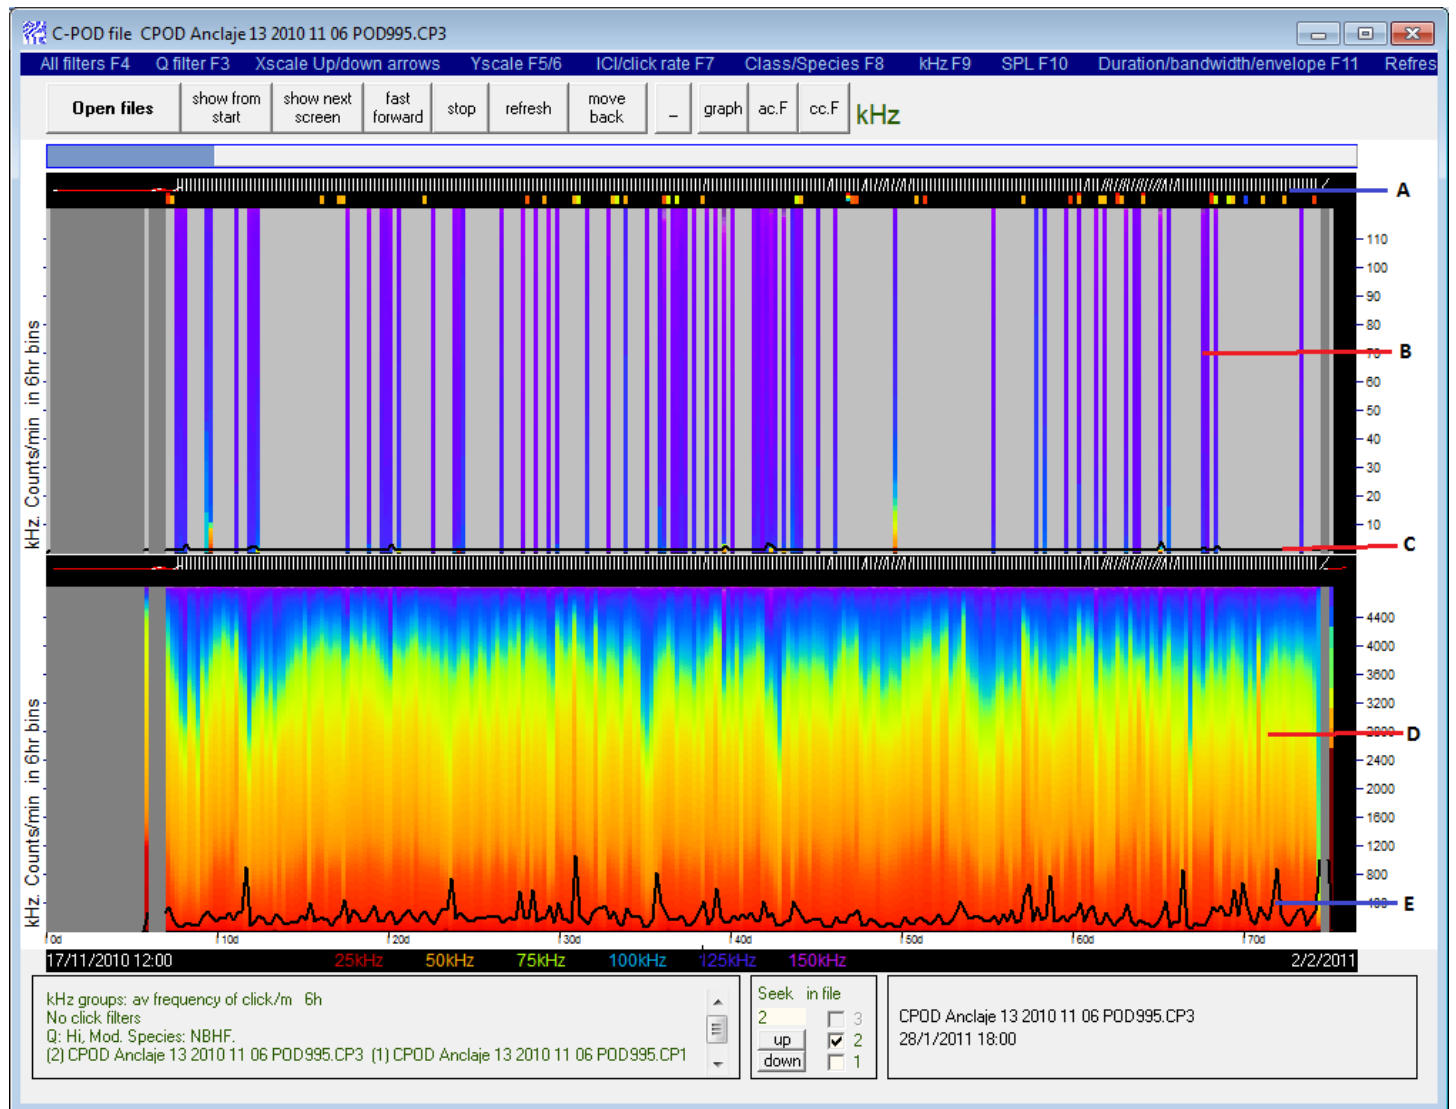 C-POD file CPOD Anclaje 13 2010 11 06 POD995.CP3
All filters F4 Q filter F3 Xscale Up/down arrows Yscale F5/6 ICI/click rate F7 Class/Species F8 kHz F9 SPL F10 Duration/bandwidth/envelope F11 Refres
Open files show from start show next screen fast forward stop refresh move back _ graph ac.F cc.F kHz
A
110
100
90
80
70
B
60
50
40
30
20
10
C
kHz. Counts/min in 6hr bins
4400
4000
3600
3200
D
2400
2000
1600
1200
800
E
kHz. Counts/min in 6hr bins
0d 10d 20d 30d 40d 50d 60d 70d
17/11/2010 12:00 25kHz 50kHz 75kHz 100kHz 125kHz 150kHz 2/2/2011
kHz groups: av frequency of click/m 6h
No click filters
Q: Hi, Mod. Species: NBHF.
(2) CPOD Anclaje 13 2010 11 06 POD995.CP3 (1) CPOD Anclaje 13 2010 11 06 POD995.CP1
Seek in file
2 3
up 2
down 1
CPOD Anclaje 13 2010 11 06 POD995.CP3
28/1/2011 18:00